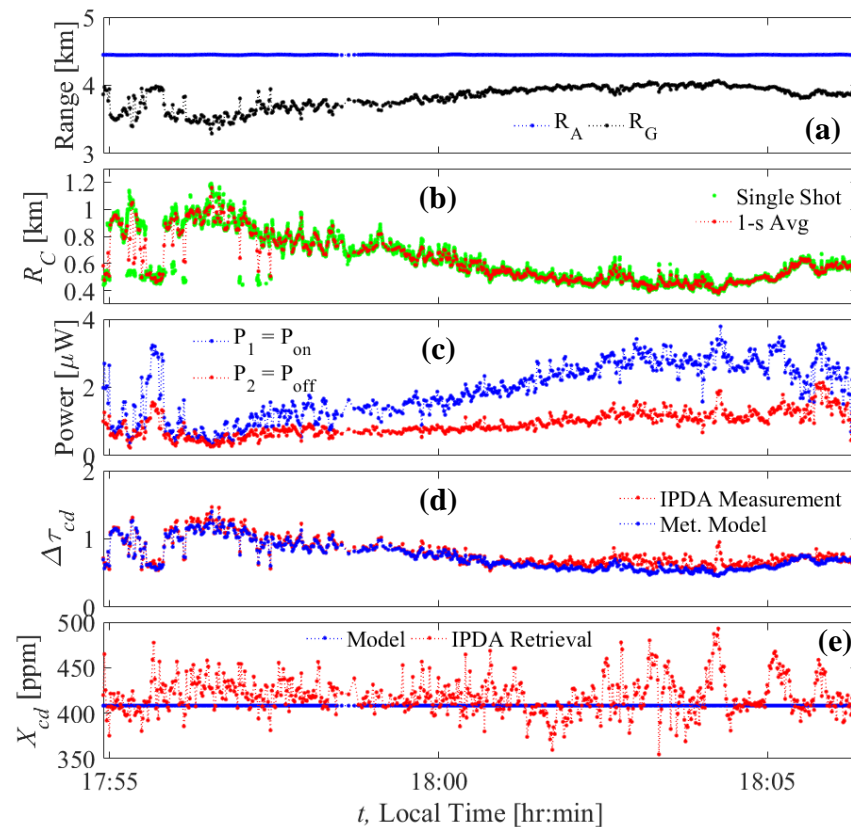 5
4
3
Range [km]
R_A R_G
(a)
1.2
1
0.8
0.6
0.4
R_C [km]
(b)
Single Shot
1-s Avg
4
2
0
Power [μW]
P_1 = P_on
P_2 = P_off
(c)
2
1
0
Δτ_cd
(d)
IPDA Measurement
Met. Model
500
450
400
350
X_cd [ppm]
Model IPDA Retrieval
(e)
17:55 18:00 18:05
t, Local Time [hr:min]